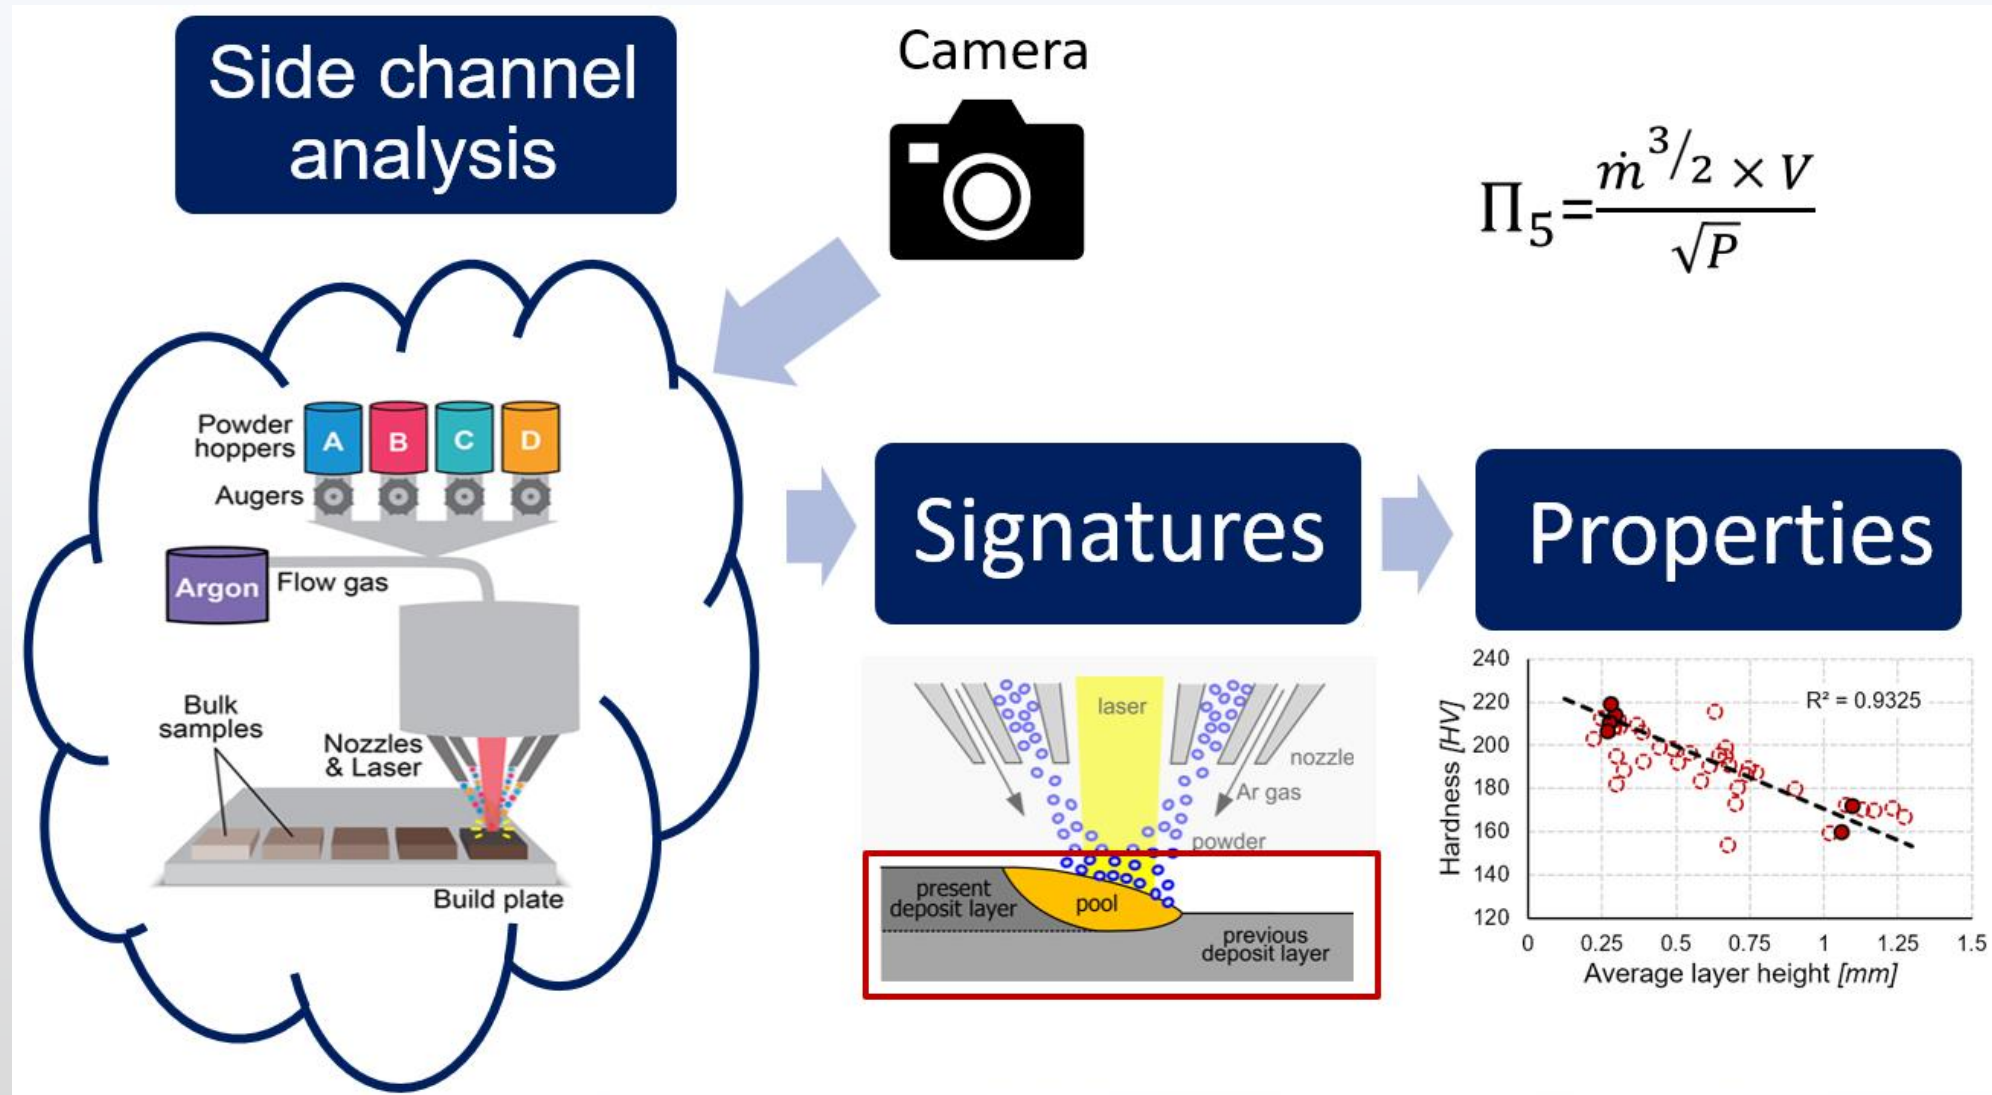 Side channel
analysis
Camera
Π₅=ṁ^3/2 × V / √P
Powder
hoppers
A B C D
Augers
Argon
Flow gas
Bulk
samples
Nozzles
& Laser
Build plate
Signatures
laser
nozzle
Ar gas
powder
present
deposit layer
pool
previous
deposit layer
Properties
240
220
200
180
160
140
120
Hardness [HV]
R² = 0.9325
0 0.25 0.5 0.75 1 1.25 1.5
Average layer height [mm]